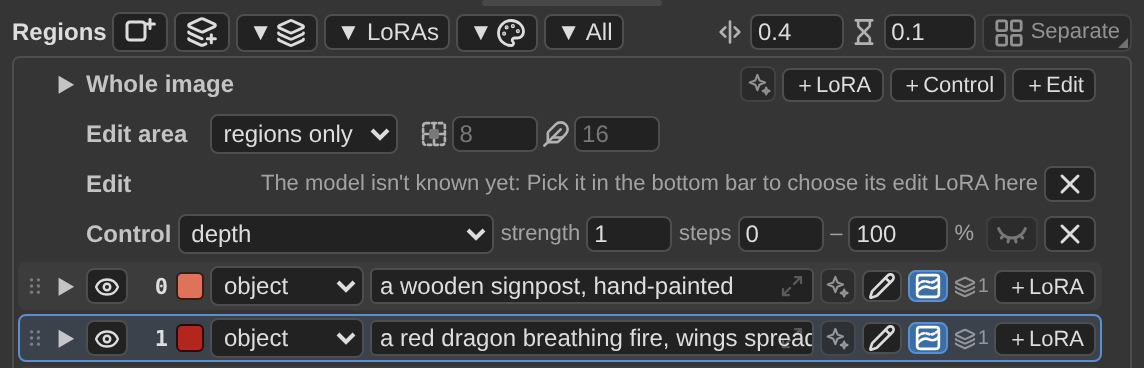 Regions ▼ ▼ LoRAs ▼ ▼ All 0.4 0.1 Separate
Whole image +LoRA +Control +Edit
Edit area regions only 8 16
Edit The model isn't known yet: Pick it in the bottom bar to choose its edit LoRA here
Control depth strength 1 steps 0 – 100 %
0 object a wooden signpost, hand-painted 1 +LoRA
1 object a red dragon breathing fire, wings spread 1 +LoRA